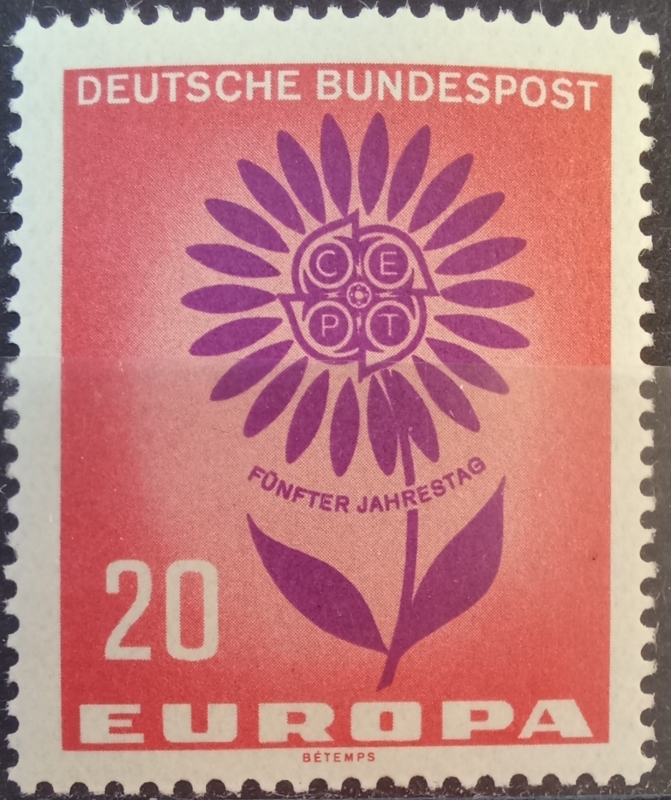 DEUTSCHE BUNDESPOST
C E
P T
FÜNFTER JAHRESTAG
20
EUROPA
BÉTEMPS